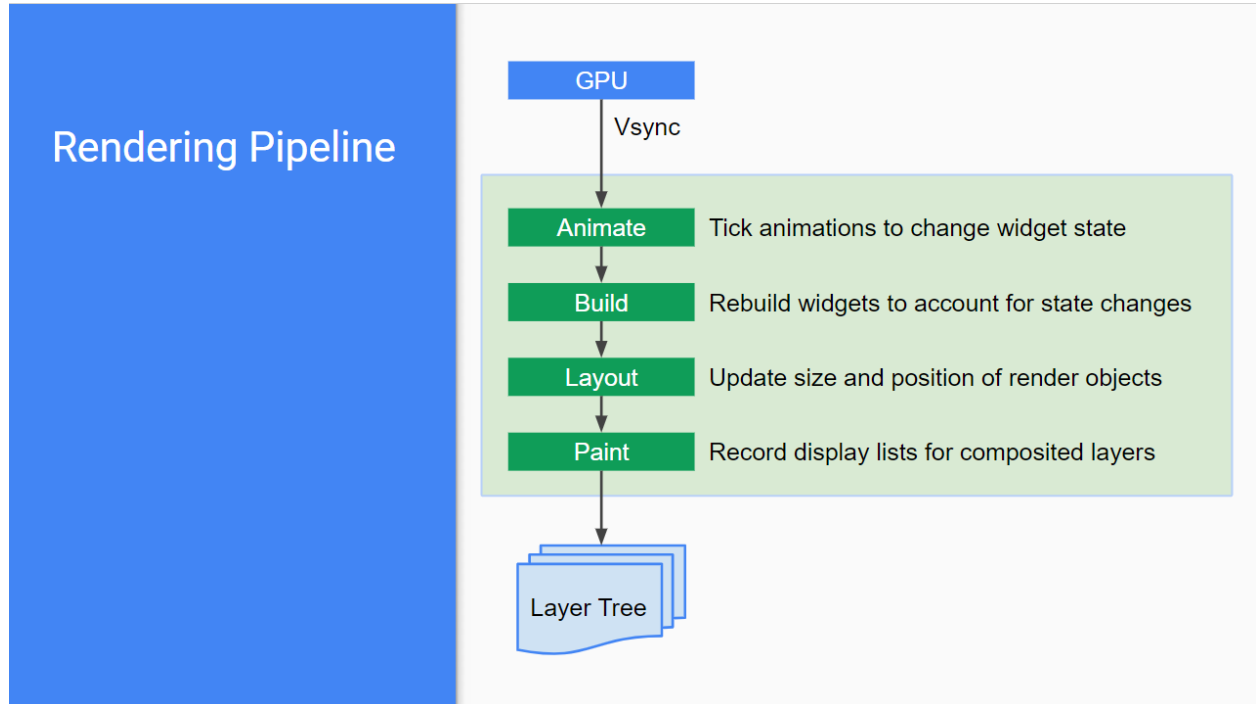 Rendering Pipeline
GPU
Vsync
Animate
Tick animations to change widget state
Build
Rebuild widgets to account for state changes
Layout
Update size and position of render objects
Paint
Record display lists for composited layers
Layer Tree